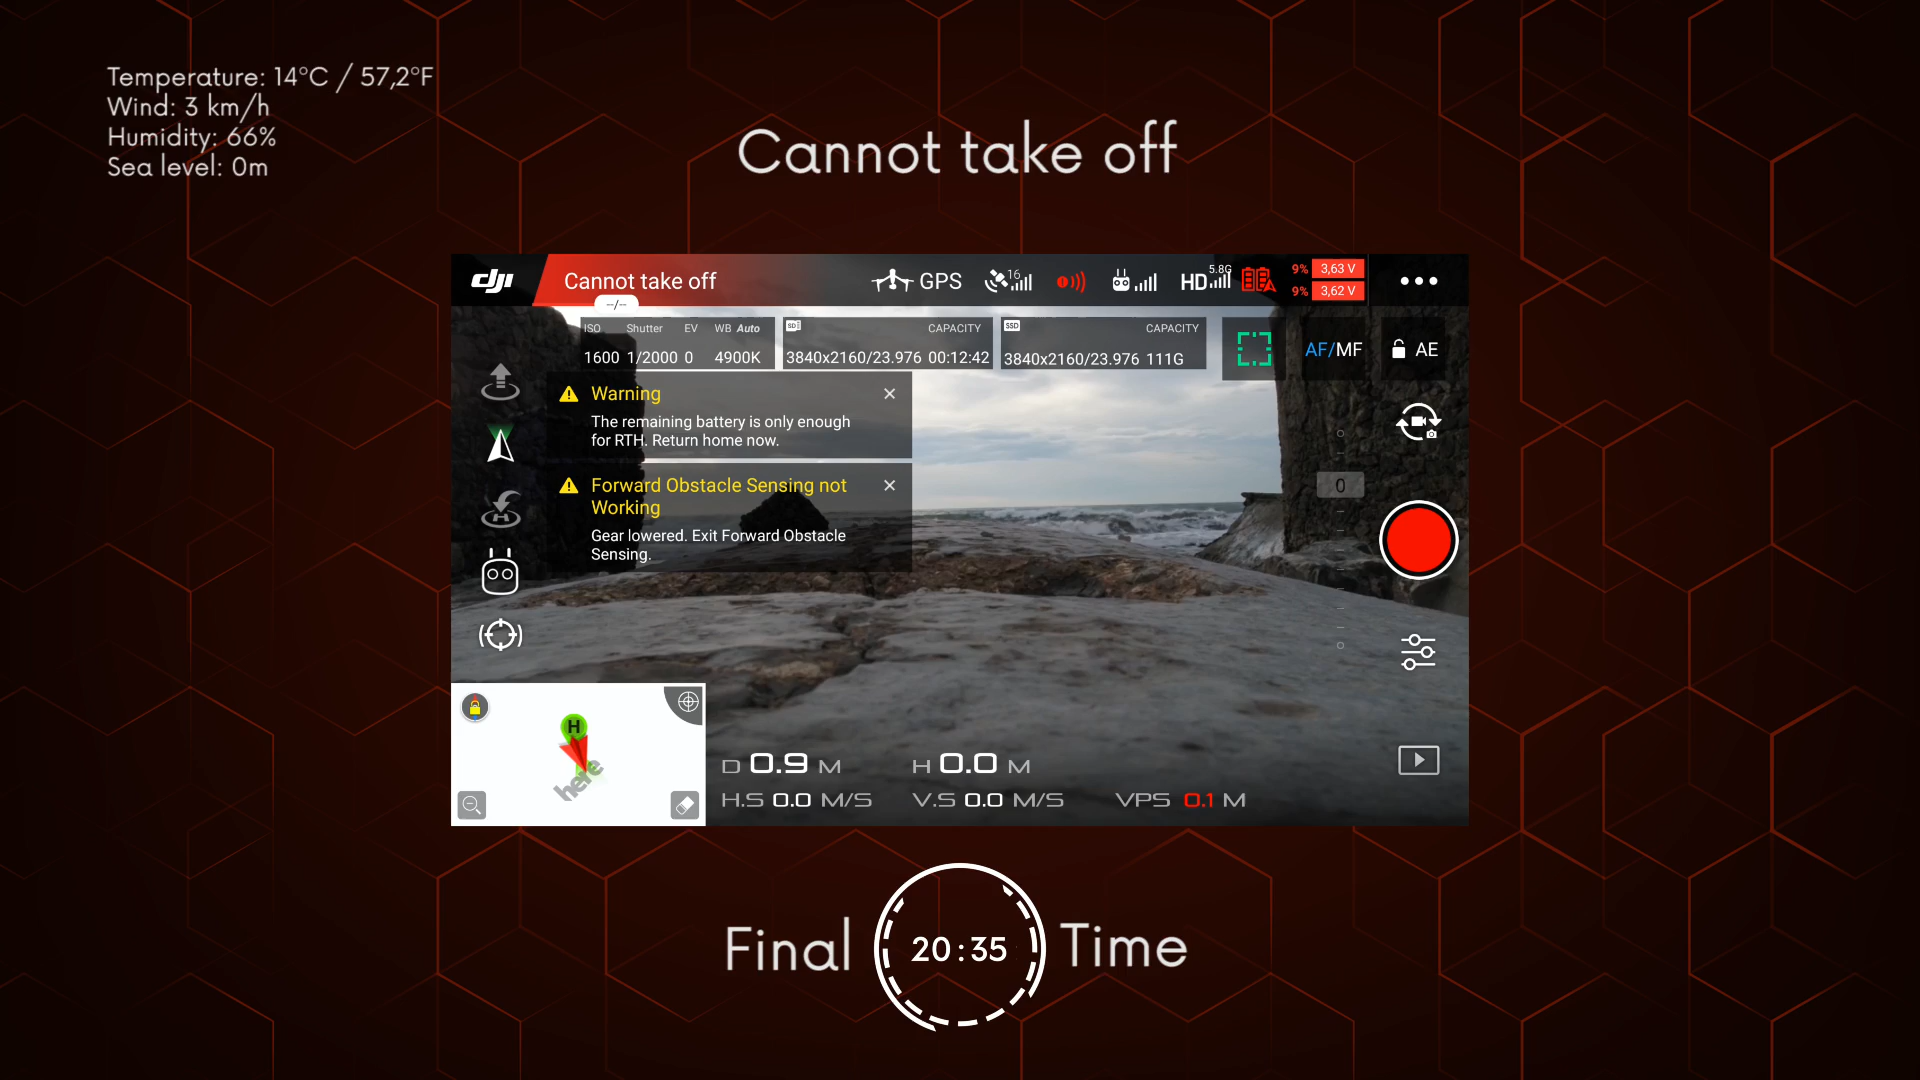 Temperature: 14°C / 57,2°F
Wind: 3 km/h
Humidity: 66%
Sea level: 0m
Cannot take off
dji
Cannot take off
GPS
16
HD
5.8G
9% 3,63 V
9% 3,62 V
--/--
ISO Shutter EV WB Auto
1600 1/2000 0 4900K
SD CAPACITY
3840x2160/23.976 00:12:42
SSD CAPACITY
3840x2160/23.976 111G
AF/MF
AE
Warning
The remaining battery is only enough
for RTH. Return home now.
Forward Obstacle Sensing not
Working
Gear lowered. Exit Forward Obstacle
Sensing.
0
H
here
D 0.9 M
H 0.0 M
H.S 0.0 M/S
V.S 0.0 M/S
VPS 0.1 M
Final 20:35 Time